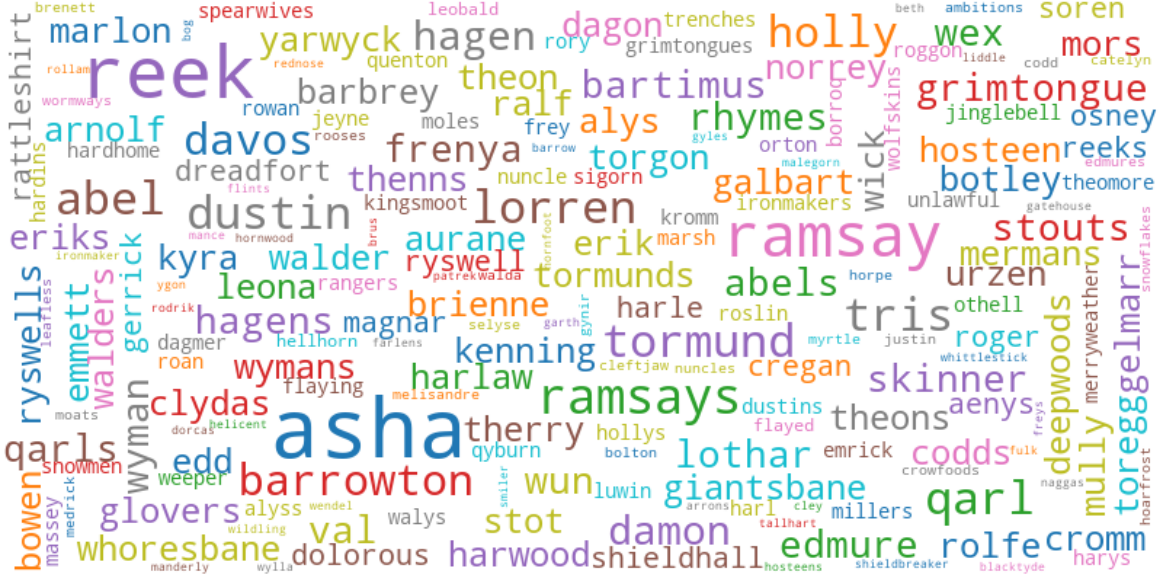 brenett
spearwives
leobald
beth
ambitions
soren
marlon
bog
yarwyck
hagen
rory
dagon
trenches
grimtongues
holly
roggon
wex
liddle
mors
codd
catelyn
rattleshirt
rollam
reek
rednose
quenton
theon
bartimus
norrey
grimtongue
wormways
rowan
barbrey
ralf
alys
rhymes
borroq
wolfskins
jinglebell
osney
arnolf
hardhome
davos
jeyne
rooses
moles
frey
barrow
frenya
torgon
gyles
orton
malegorn
wick
hosteen
reeks
edmures
hardins
dreadfort
flints
thenns
nuncle
sigorn
galbart
ironmakers
botley
theomore
abel
dustin
kingsmoot
lorren
kromm
unlawful
gatehouse
eriks
mance
hornwood
brus
aurane
hornfoot
erik
marsh
ramsay
stouts
snowflakes
ironmaker
gerrick
kyra
walder
ryswell
patrek
walda
tormunds
abels
horpe
urzen
mermans
merryweather
toregggelmarr
ryswells
leafless
emmett
walders
ygon
leona
rangers
rodrik
hagens
magnar
brienne
selyse
garth
gynir
harle
roslin
tris
othell
deepwoods
dagmer
hellhorn
farlens
kenning
tormund
myrtle
justin
roger
whittlestick
roan
wymans
flaying
harlaw
melisandre
cleftjaw
nuncles
cregan
skinner
aenys
freys
moats
wyman
clydas
dorcas
helicent
asha
therry
ramsays
dustins
flayed
theons
qarls
showmen
edd
weeper
qyburn
hollys
bolton
lothar
emrick
crowfoods
codds
fulk
naggas
mully
hoarfrost
bowen
massey
medrick
barrowton
smiler
wun
luwin
giantsbane
qarl
glovers
alyss
wendel
wildling
val
walys
stot
arrons
harl
cley
tallhart
millers
damon
whoresbane
manderly
wylla
dolorous
harwood
shieldhall
hosteens
edmure
shieldbreaker
rolfe
blacktyde
cromm
harys